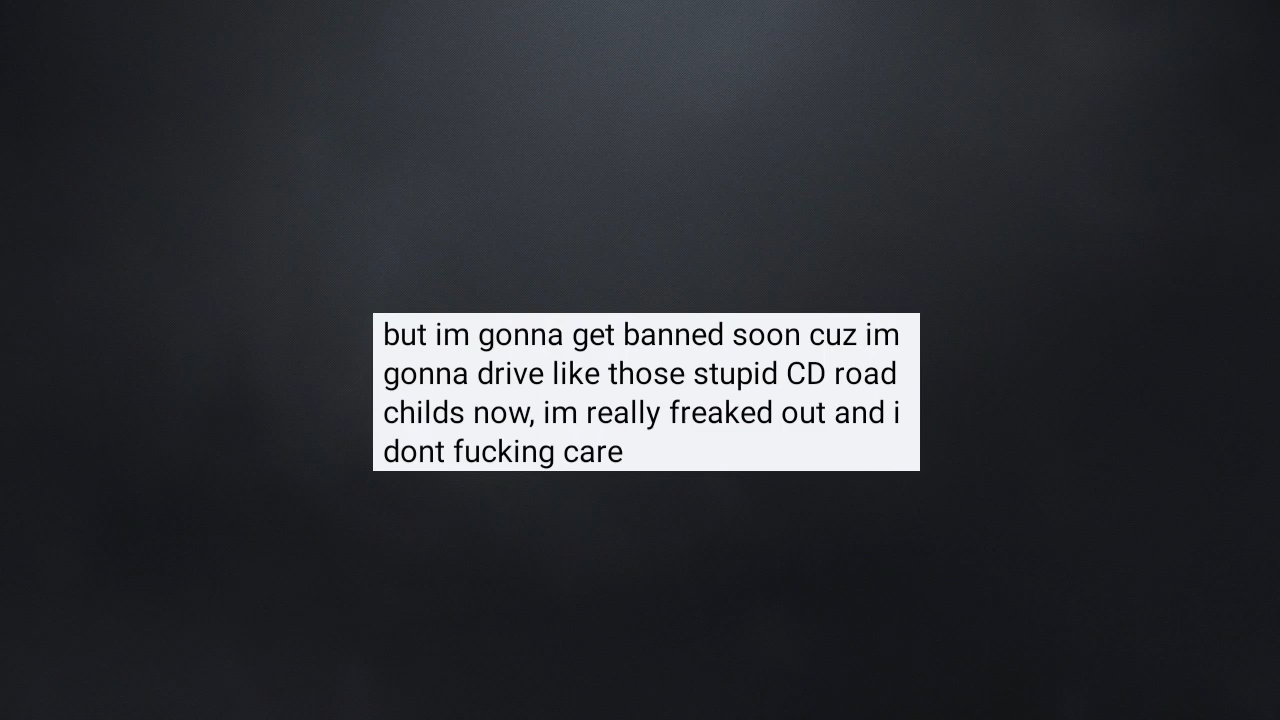 but im gonna get banned soon cuz im
gonna drive like those stupid CD road
childs now, im really freaked out and i
dont fucking care